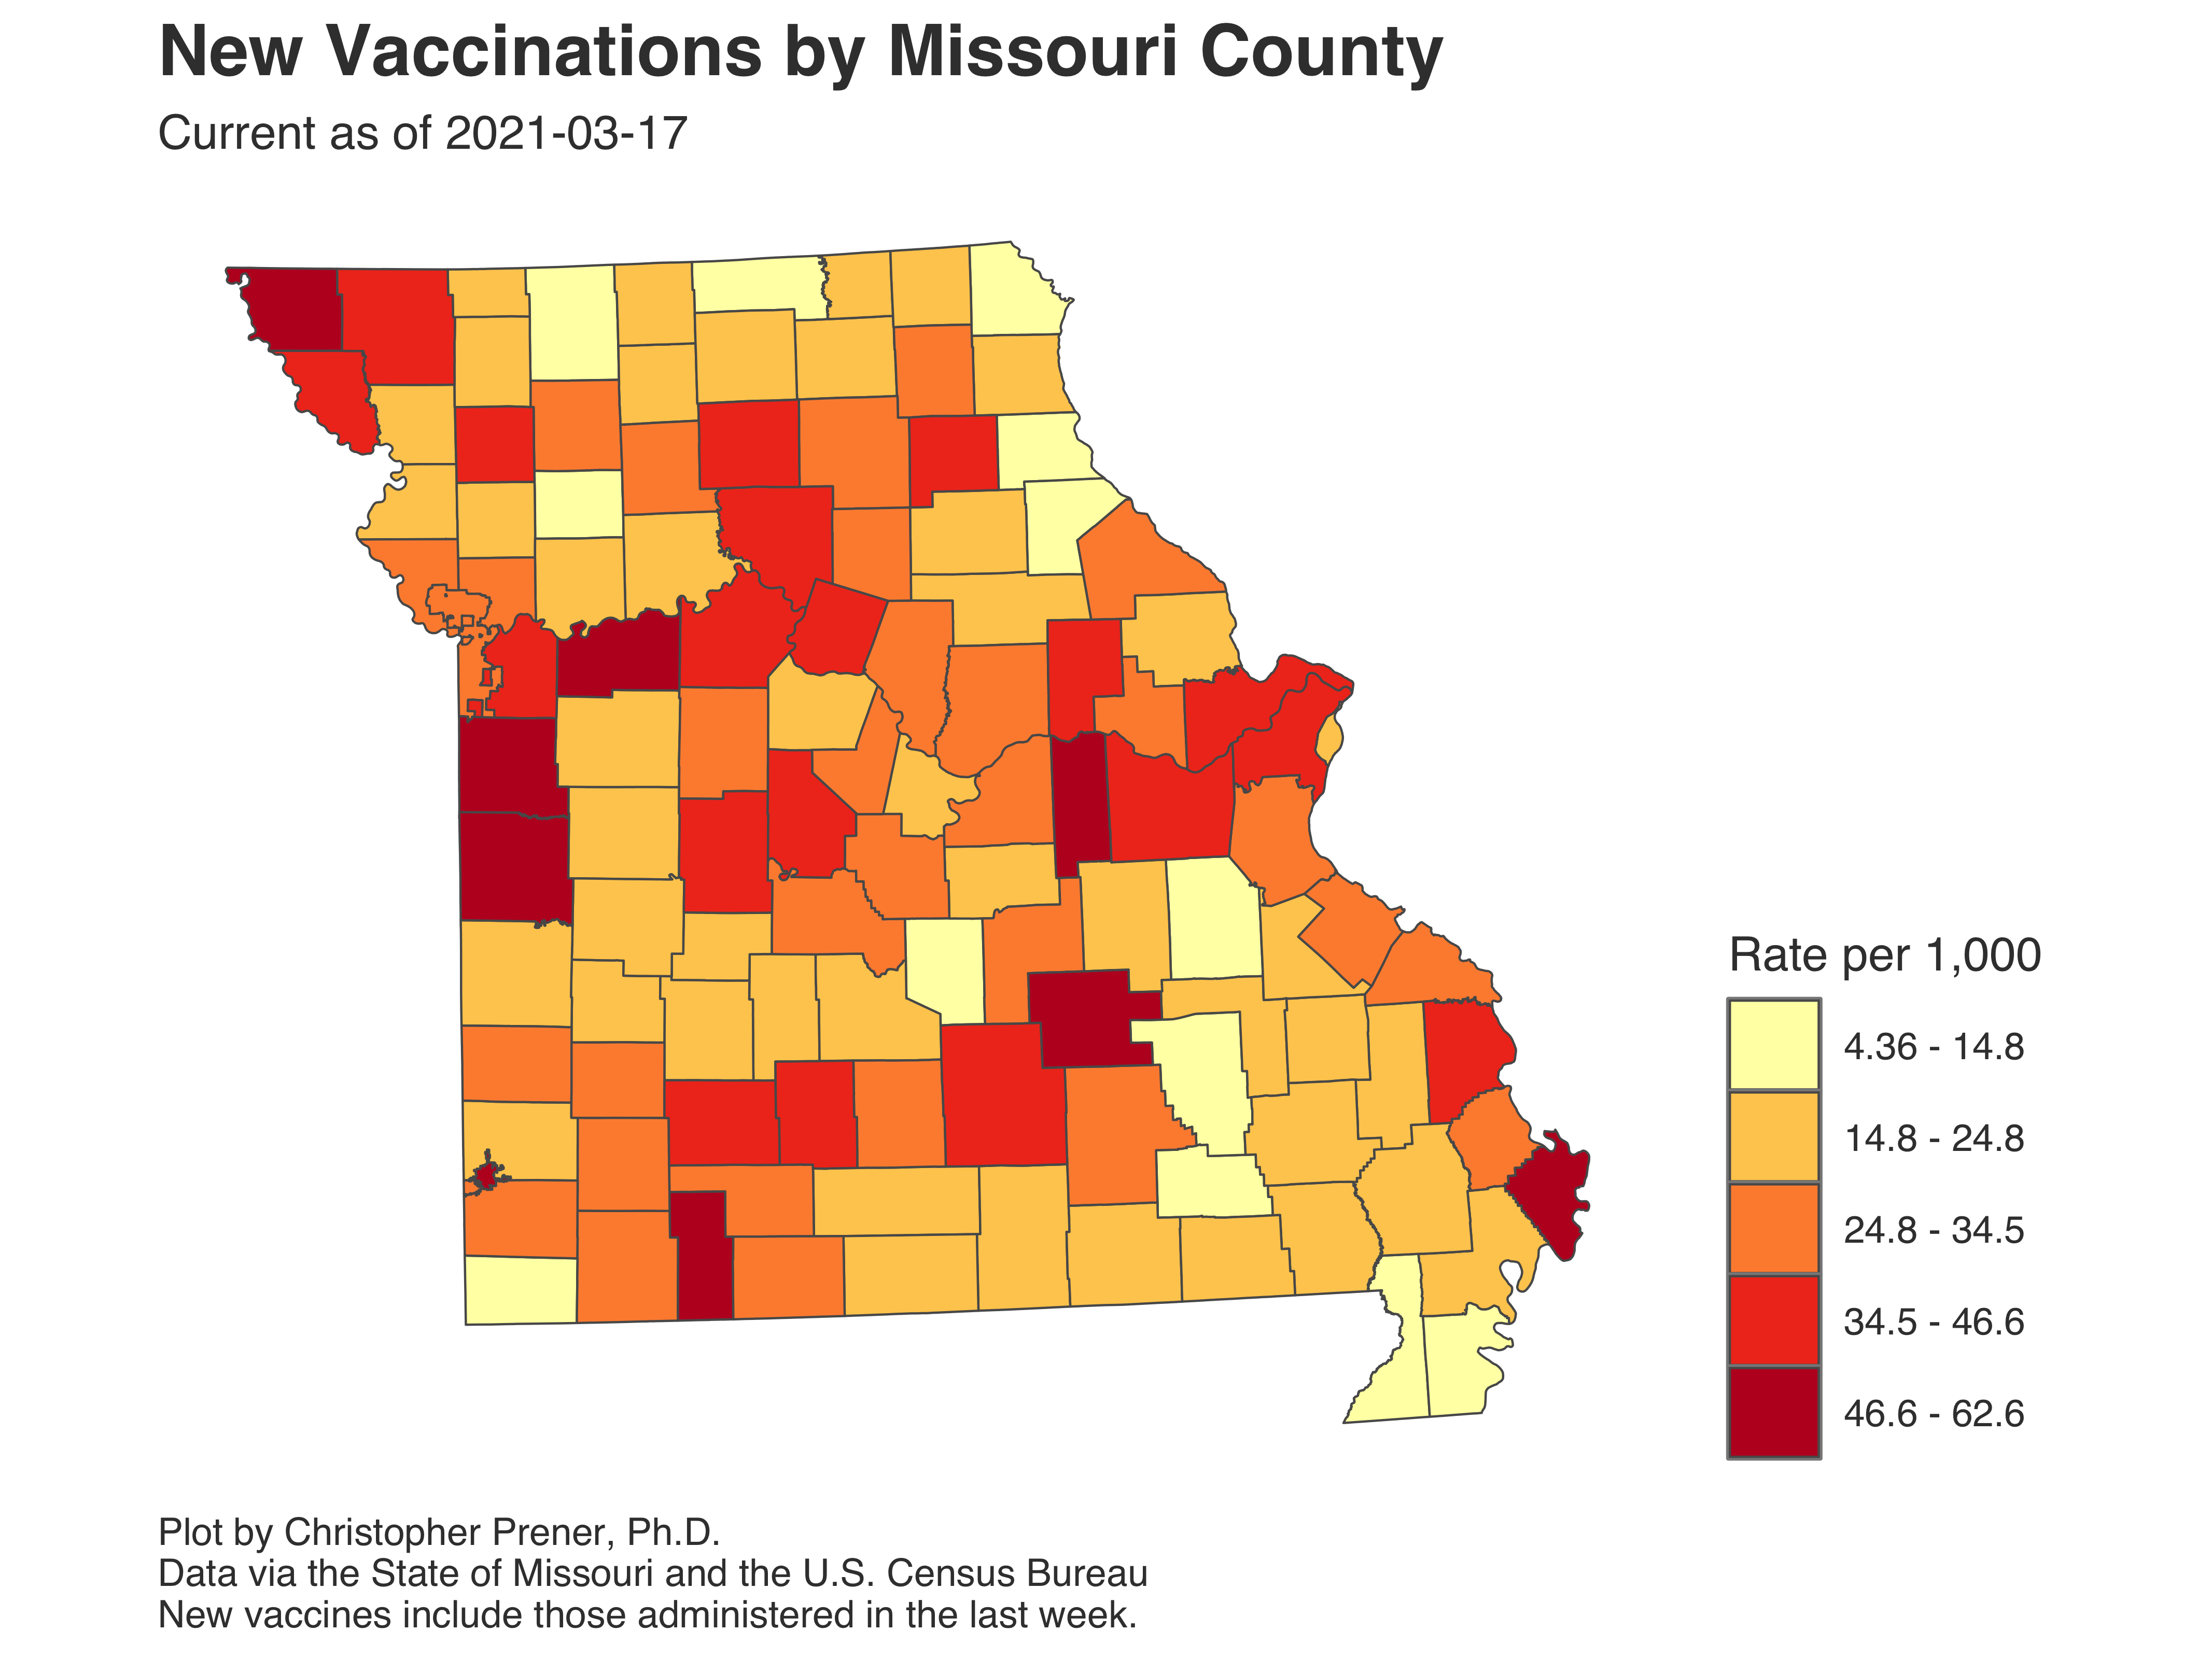 New Vaccinations by Missouri County
Current as of 2021-03-17
Rate per 1,000
4.36 - 14.8
14.8 - 24.8
24.8 - 34.5
34.5 - 46.6
46.6 - 62.6
Plot by Christopher Prener, Ph.D.
Data via the State of Missouri and the U.S. Census Bureau
New vaccines include those administered in the last week.